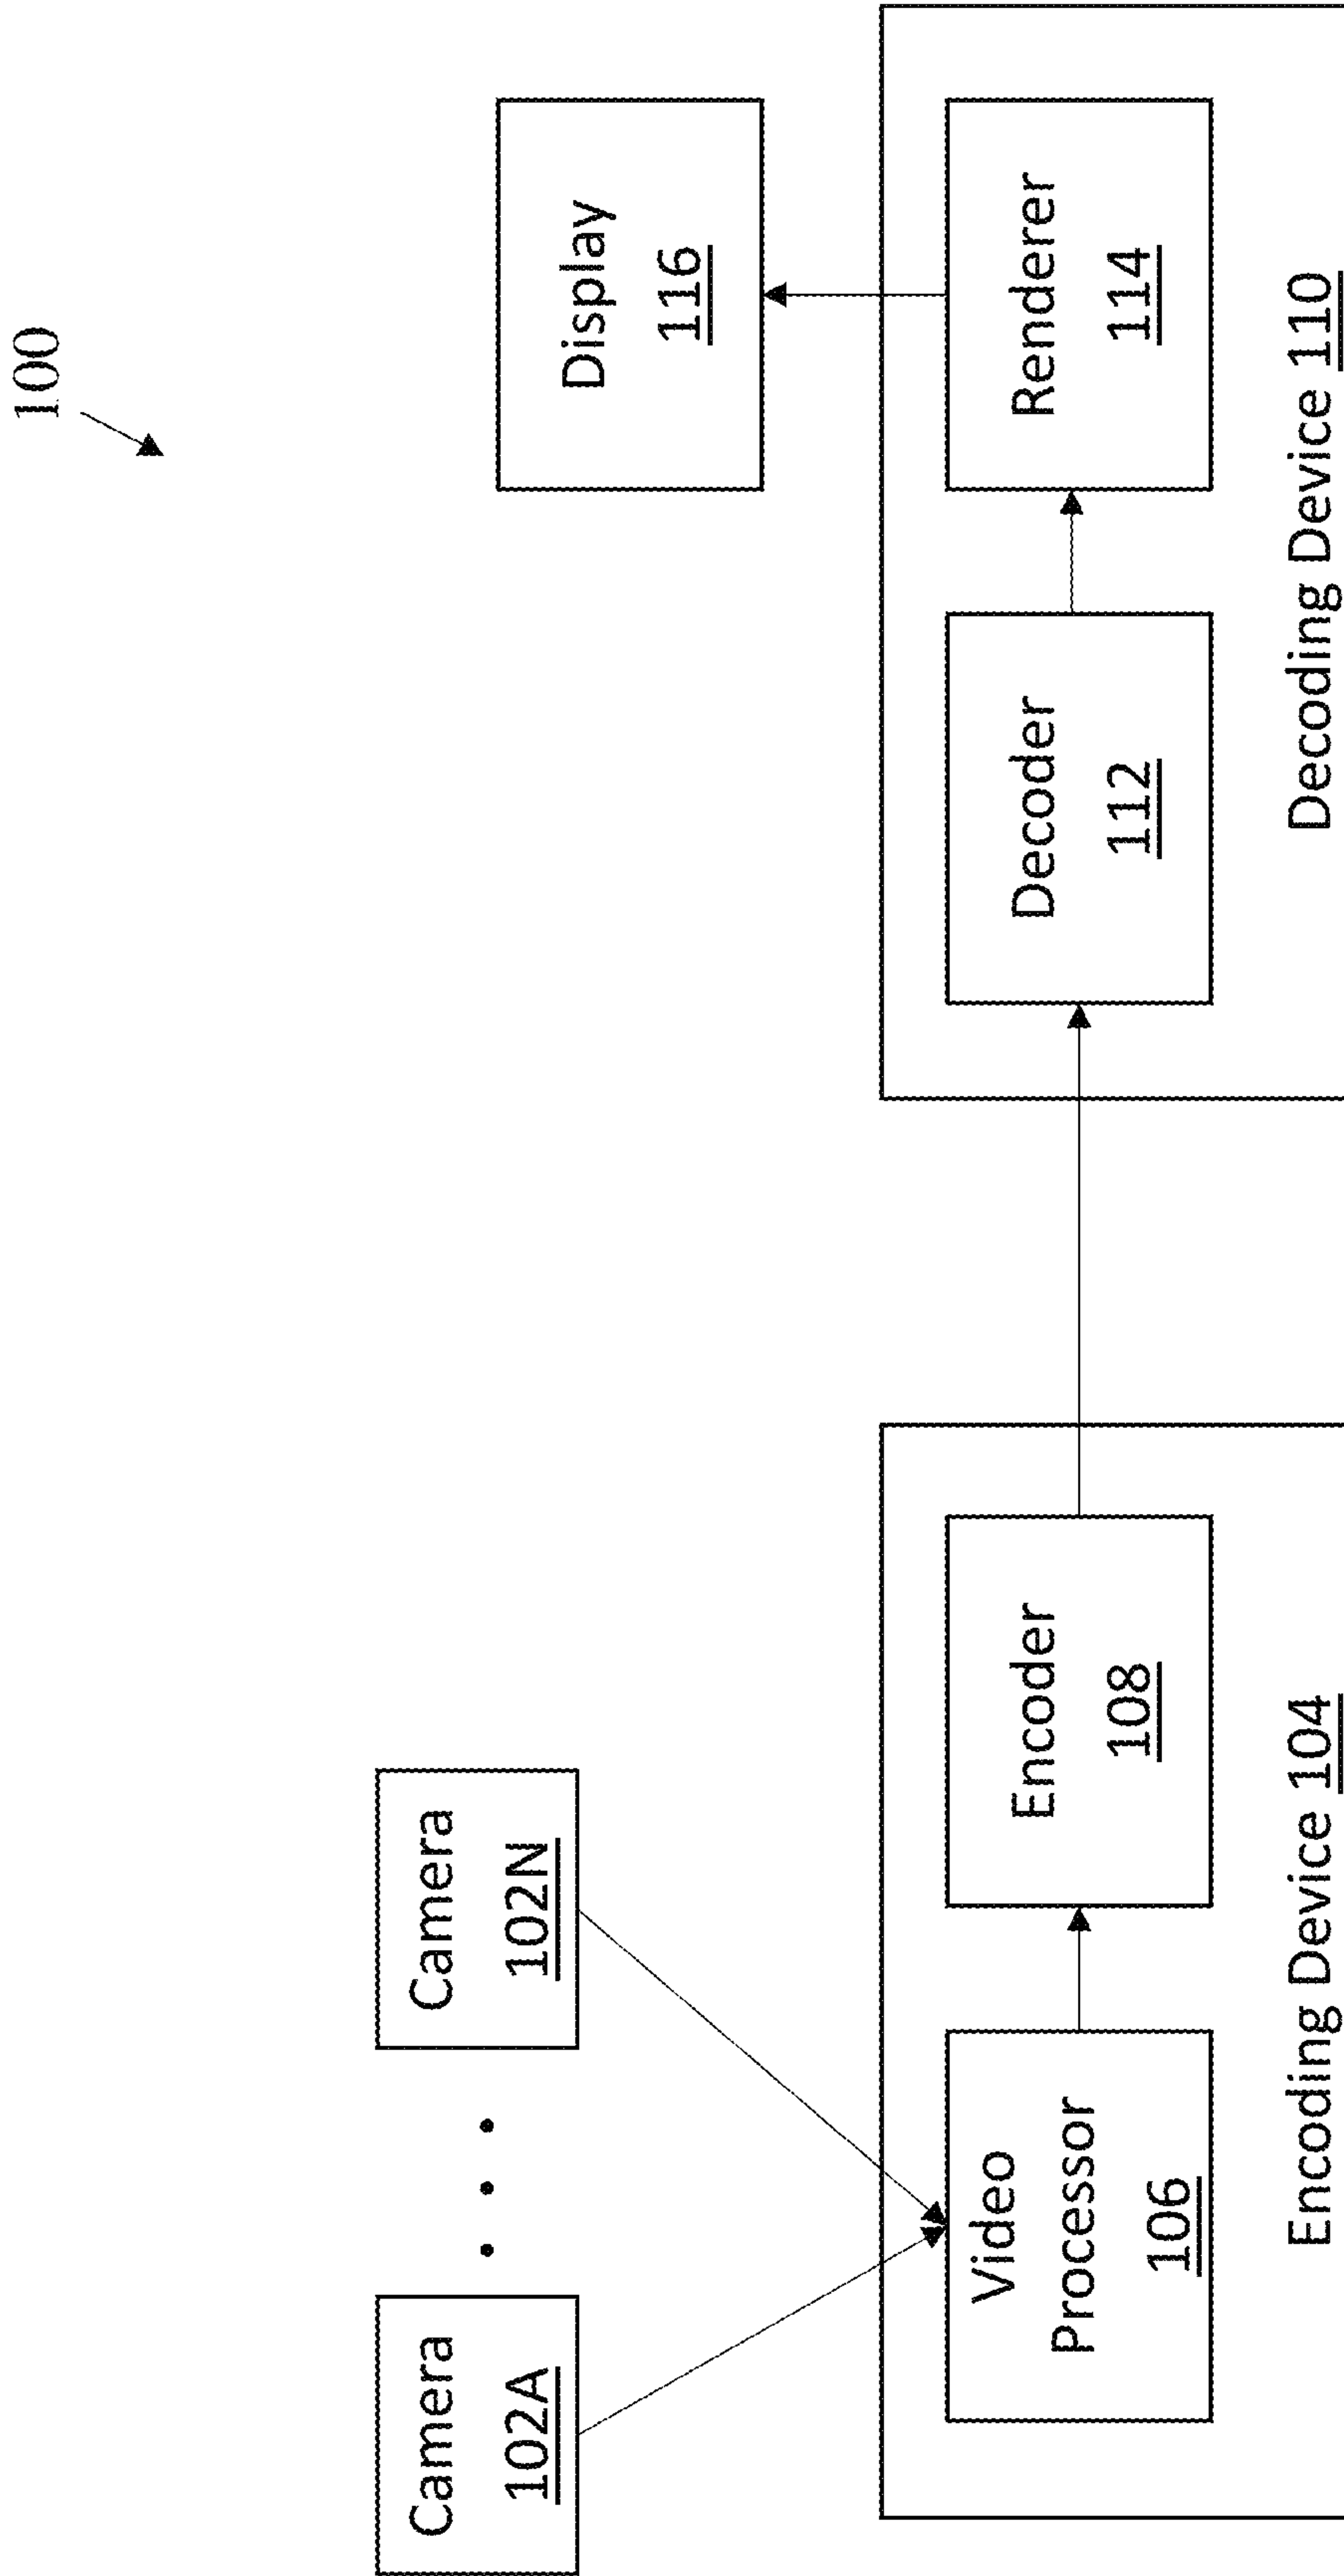 100
Camera
102A
Camera
102N
Display
116
Video
Processor
106
Encoder
108
Decoder
112
Renderer
114
Encoding Device 104
Decoding Device 110